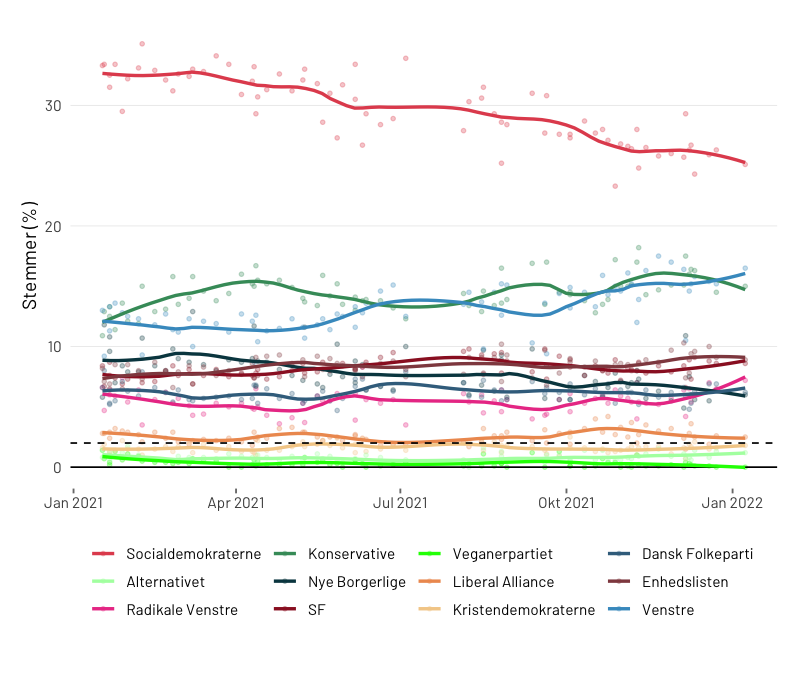 Stemmer(%)
30
20
10
0
Jan 2021 Apr 2021 Jul 2021 Okt 2021 Jan 2022
Socialdemokraterne Konservative Veganerpartiet Dansk Folkeparti
Alternativet Nye Borgerlige Liberal Alliance Enhedslisten
Radikale Venstre SF Kristendemokraterne Venstre